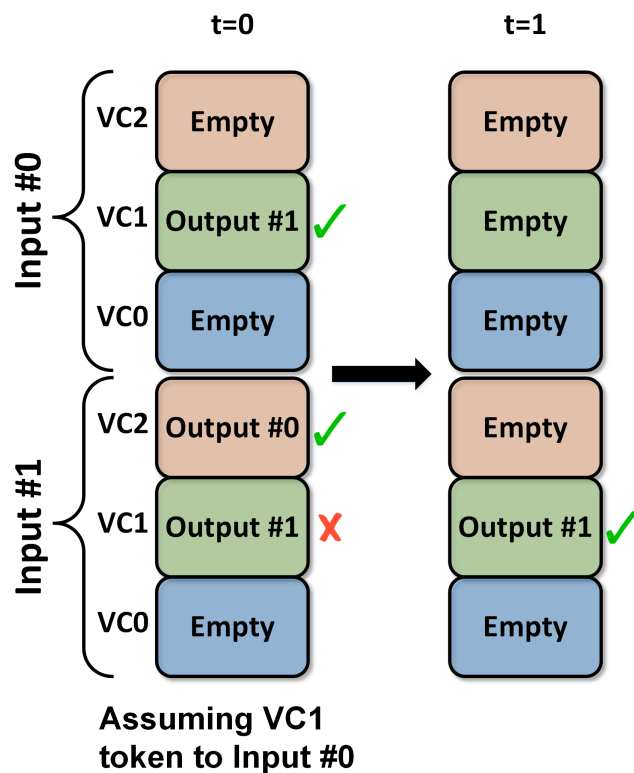 t=0
t=1
Input #0
VC2
Empty
Empty
VC1
Output #1
Empty
VC0
Empty
Empty
Input #1
VC2
Output #0
Empty
VC1
Output #1
Output #1
VC0
Empty
Empty
Assuming VC1
token to Input #0